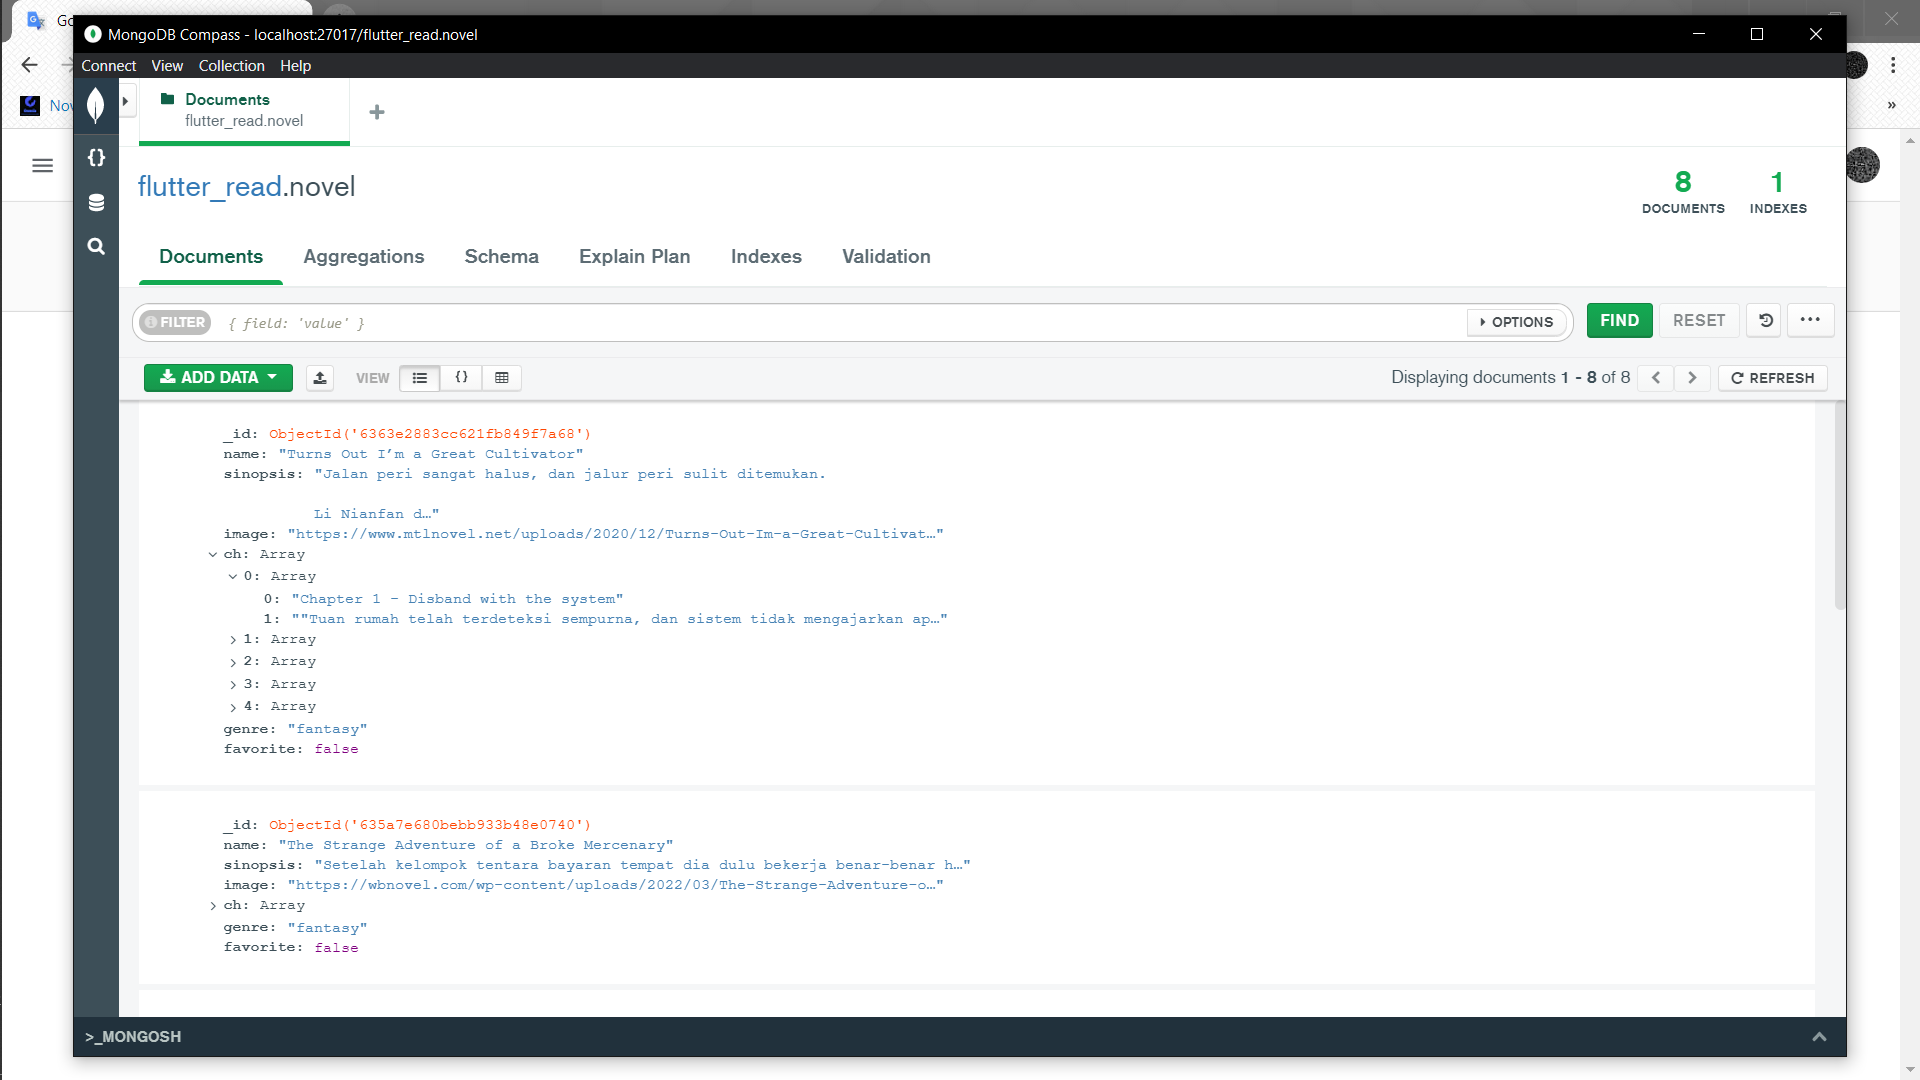 MongoDB Compass - localhost:27017/flutter_read.novel
Connect View Collection Help
Documents
flutter_read.novel
flutter_read.novel
8
DOCUMENTS
1
INDEXES
Documents Aggregations Schema Explain Plan Indexes Validation
FILTER { field: 'value' } OPTIONS FIND RESET
ADD DATA VIEW {} Displaying documents 1 - 8 of 8 REFRESH
_id: ObjectId('6363e2883cc621fb849f7a68')
name: "Turns Out I’m a Great Cultivator"
sinopsis: "Jalan peri sangat halus, dan jalur peri sulit ditemukan.
Li Nianfan d…"
image: "https://www.mtlnovel.net/uploads/2020/12/Turns-Out-Im-a-Great-Cultivat…"
ch: Array
0: Array
0: "Chapter 1 - Disband with the system"
1: ""Tuan rumah telah terdeteksi sempurna, dan sistem tidak mengajarkan ap…"
1: Array
2: Array
3: Array
4: Array
genre: "fantasy"
favorite: false
_id: ObjectId('635a7e680bebb933b48e0740')
name: "The Strange Adventure of a Broke Mercenary"
sinopsis: "Setelah kelompok tentara bayaran tempat dia dulu bekerja benar-benar h…"
image: "https://wbnovel.com/wp-content/uploads/2022/03/The-Strange-Adventure-o…"
ch: Array
genre: "fantasy"
favorite: false
>_MONGOSH